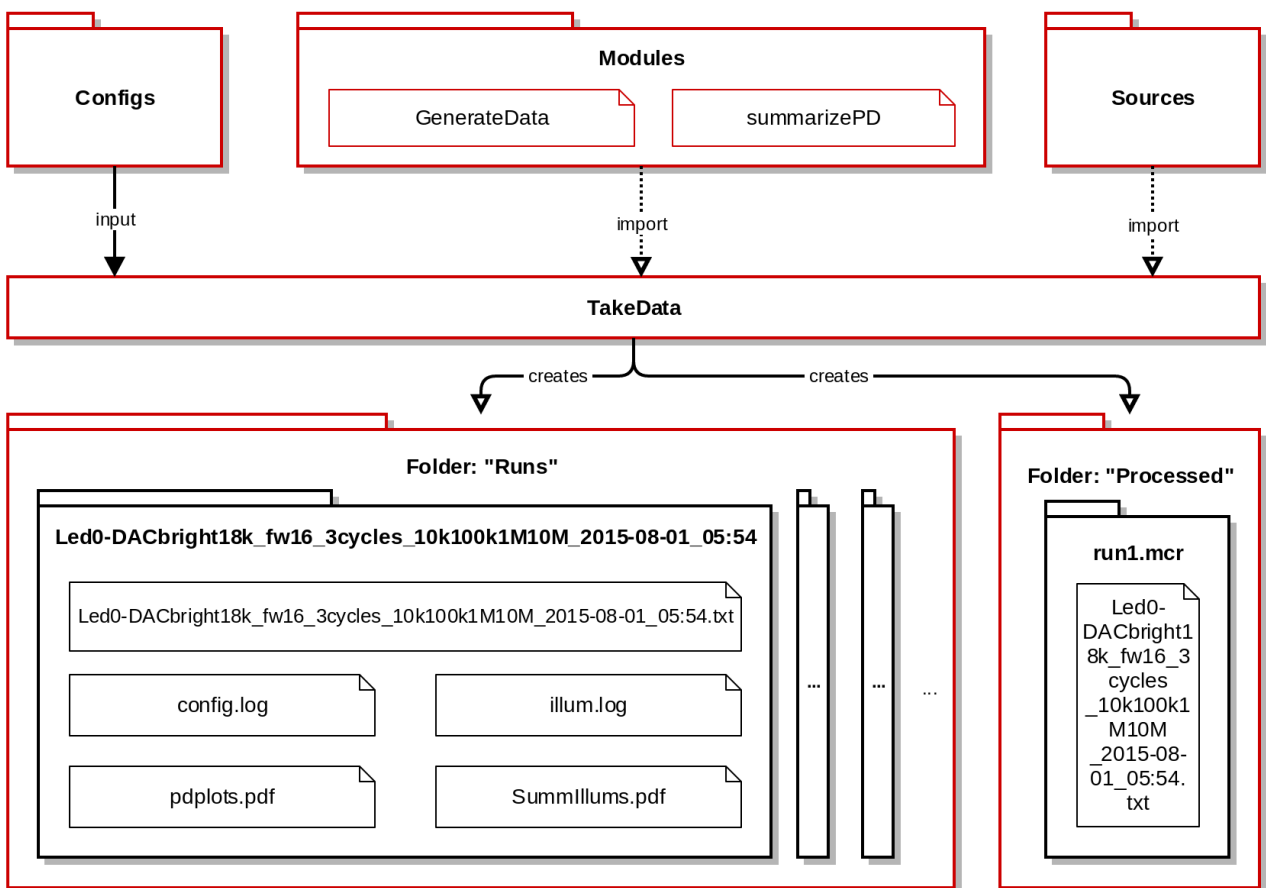 Configs
Modules
GenerateData
summarizePD
Sources
input
import
import
TakeData
creates
creates
Folder: "Runs"
Led0-DACbright18k_fw16_3cycles_10k100k1M10M_2015-08-01_05:54
Led0-DACbright18k_fw16_3cycles_10k100k1M10M_2015-08-01_05:54.txt
config.log
illum.log
pdplots.pdf
SummIllums.pdf
...
...
...
Folder: "Processed"
run1.mcr
Led0-
DACbright1
8k_fw16_3
cycles
_10k100k1
M10M
_2015-08-
01_05:54.
txt